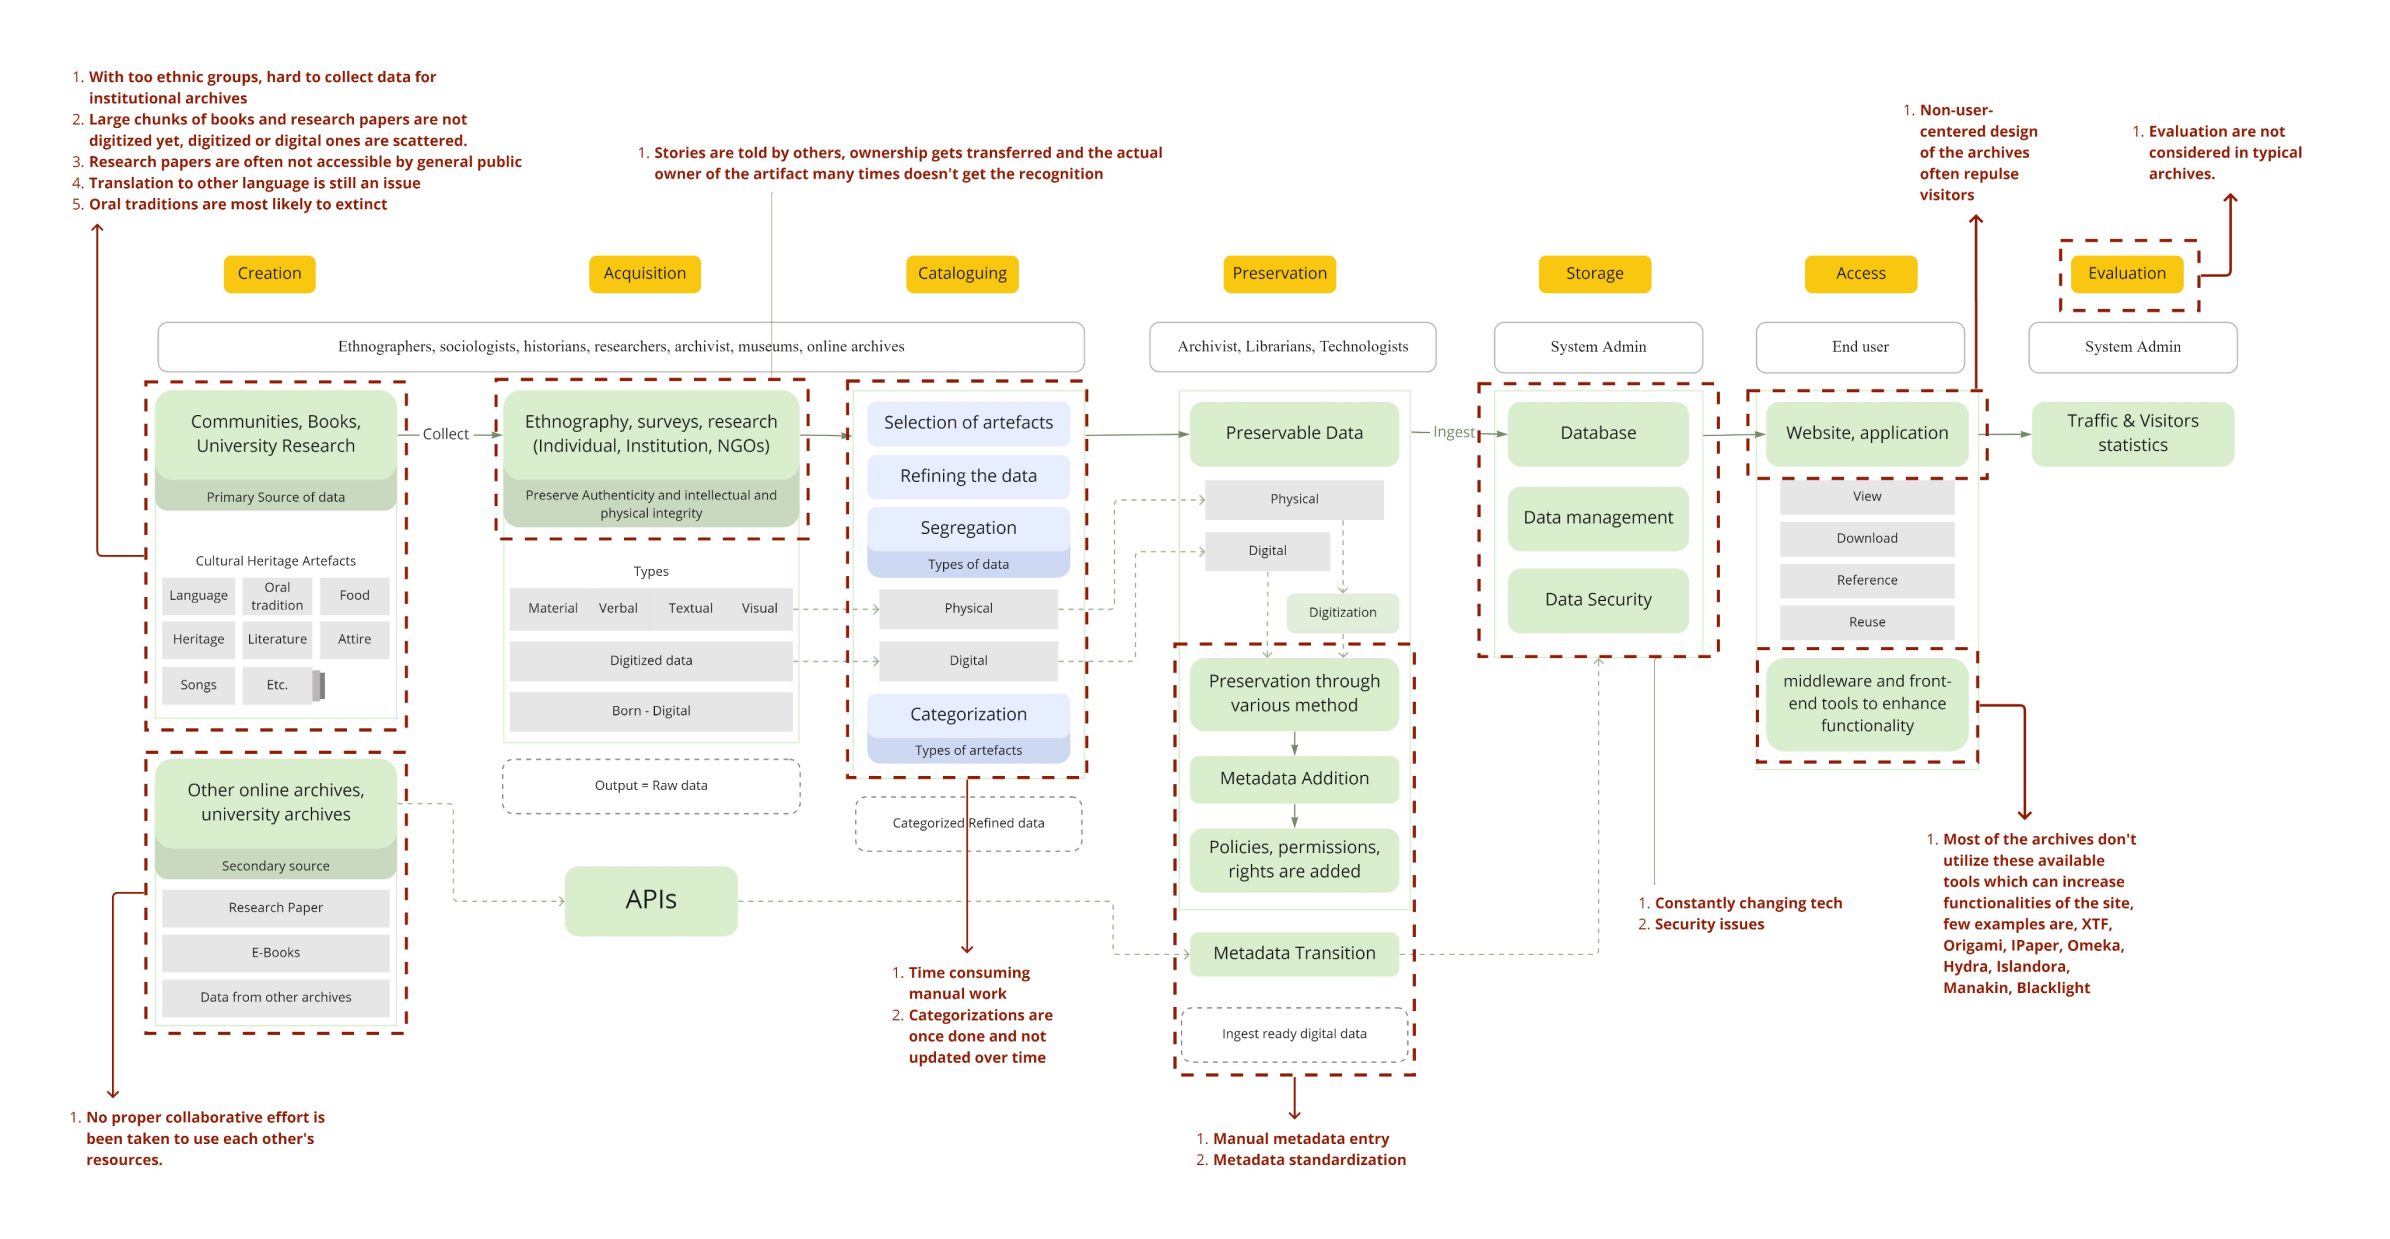 1. With too ethnic groups, hard to collect data for
institutional archives
2. Large chunks of books and research papers are not
digitized yet, digitized or digital ones are scattered.
3. Research papers are often not accessible by general public
4. Translation to other language is still an issue
5. Oral traditions are most likely to extinct
1. Stories are told by others, ownership gets transferred and the actual
owner of the artifact many times doesn't get the recognition
1. Non-user-
centered design
of the archives
often repulse
visitors
1. Evaluation are not
considered in typical
archives.
Creation
Acquisition
Cataloguing
Preservation
Storage
Access
Evaluation
Ethnographers, sociologists, historians, researchers, archivist, museums, online archives
Archivist, Librarians, Technologists
System Admin
End user
System Admin
Communities, Books,
University Research
Primary Source of data
Collect
Cultural Heritage Artefacts
Language
Oral
tradition
Food
Heritage
Literature
Attire
Songs
Etc.
Other online archives,
university archives
Secondary source
Research Paper
E-Books
Data from other archives
1. No proper collaborative effort is
been taken to use each other's
resources.
Ethnography, surveys, research
(Individual, Institution, NGOs)
Preserve Authenticity and intellectual and
physical integrity
Types
Material Verbal Textual Visual
Digitized data
Born - Digital
Output = Raw data
APIs
Selection of artefacts
Refining the data
Segregation
Types of data
Physical
Digital
Categorization
Types of artefacts
Categorized Refined data
1. Time consuming
manual work
2. Categorizations are
once done and not
updated over time
Preservable Data
Physical
Digital
Digitization
Preservation through
various method
Metadata Addition
Policies, permissions,
rights are added
Metadata Transition
Ingest ready digital data
1. Manual metadata entry
2. Metadata standardization
Ingest
Database
Data management
Data Security
1. Constantly changing tech
2. Security issues
Website, application
View
Download
Reference
Reuse
middleware and front-
end tools to enhance
functionality
1. Most of the archives don't
utilize these available
tools which can increase
functionalities of the site,
few examples are, XTF,
Origami, IPaper, Omeka,
Hydra, Islandora,
Manakin, Blacklight
Traffic & Visitors
statistics